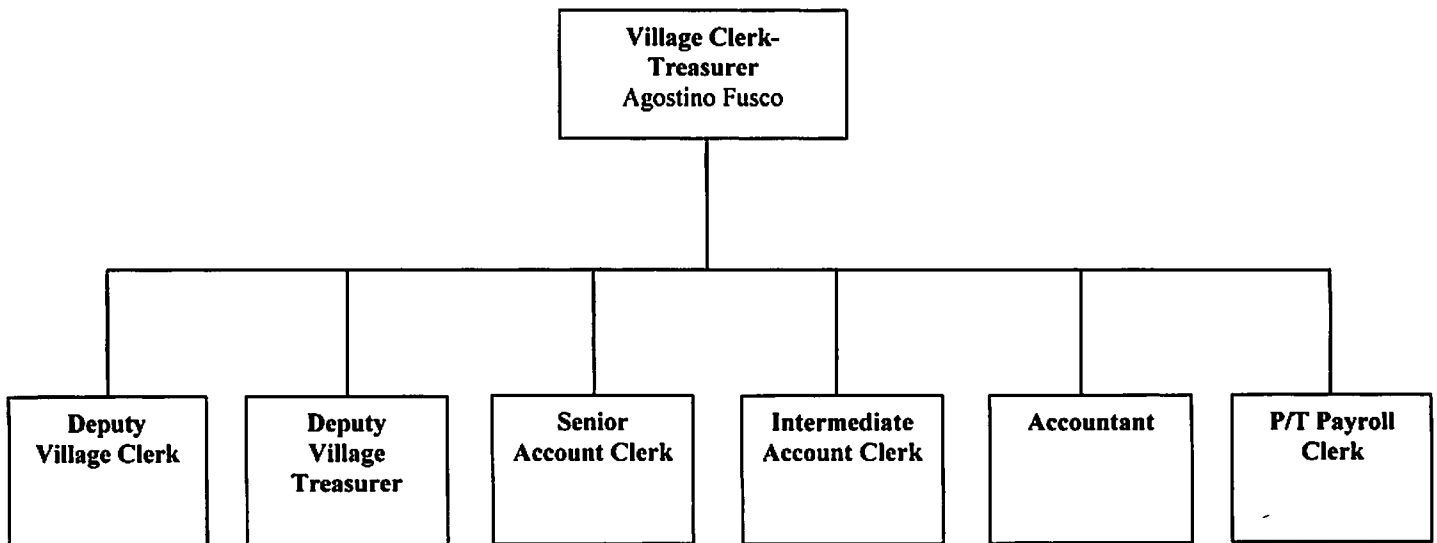 Village Clerk-
Treasurer
Agostino Fusco
Deputy
Village Clerk
Deputy
Village
Treasurer
Senior
Account Clerk
Intermediate
Account Clerk
Accountant
P/T Payroll
Clerk